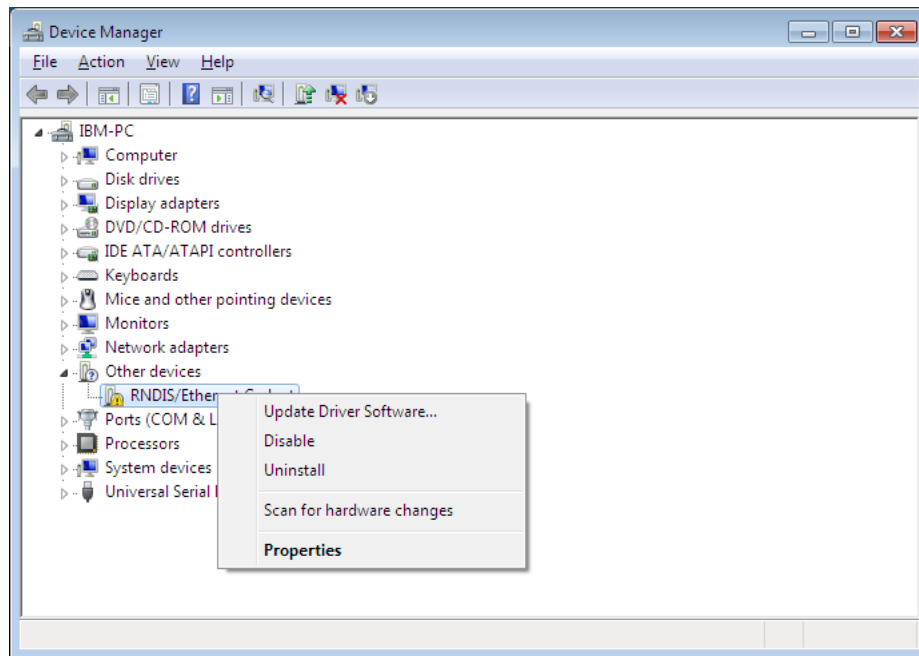 Device Manager
File Action View Help
IBM-PC
Computer
Disk drives
Display adapters
DVD/CD-ROM drives
IDE ATA/ATAPI controllers
Keyboards
Mice and other pointing devices
Monitors
Network adapters
Other devices
RNDIS/Ether
Ports (COM & L
Processors
System devices
Universal Serial
Update Driver Software...
Disable
Uninstall
Scan for hardware changes
Properties